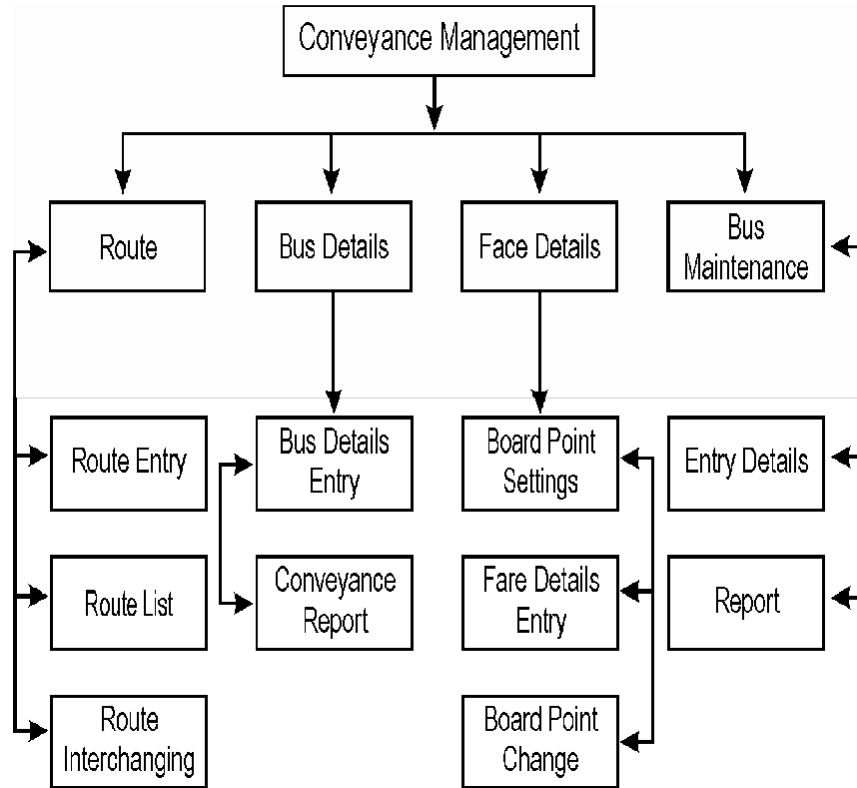 Conveyance Management
Route
Bus Details
Face Details
Bus
Maintenance
Route Entry
Bus Details
Entry
Board Point
Settings
Entry Details
Route List
Conveyance
Report
Fare Details
Entry
Report
Route
Interchanging
Board Point
Change